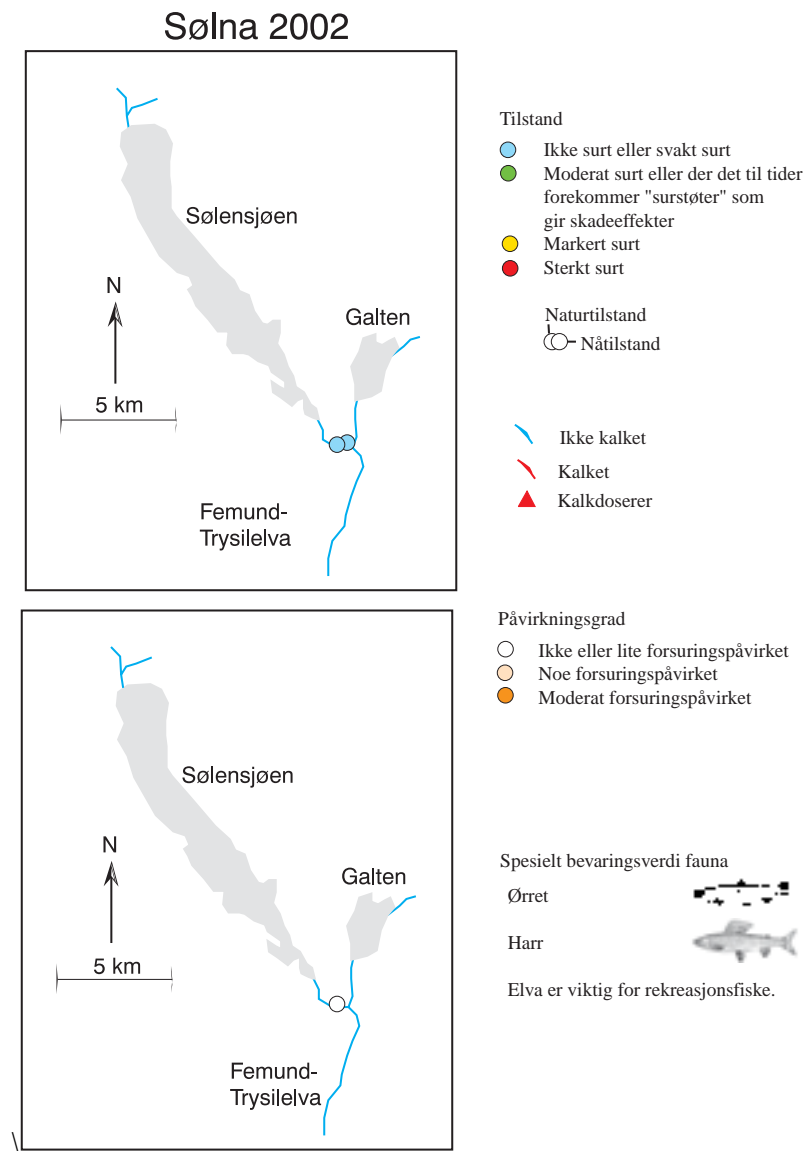 Sølna 2002
Sølensjøen
N
Galten
5 km
Femund-
Trysilelva
Tilstand
Ikke surt eller svakt surt
Moderat surt eller der det til tider
forekommer "surstøter" som
gir skadeeffekter
Markert surt
Sterkt surt
Naturtilstand
Nåtilstand
Ikke kalket
Kalket
Kalkdoserer
Sølensjøen
N
Galten
5 km
Femund-
Trysilelva
\
Påvirkningsgrad
Ikke eller lite forsuringspåvirket
Noe forsuringspåvirket
Moderat forsuringspåvirket
Spesielt bevaringsverdi fauna
Ørret
Harr
Elva er viktig for rekreasjonsfiske.